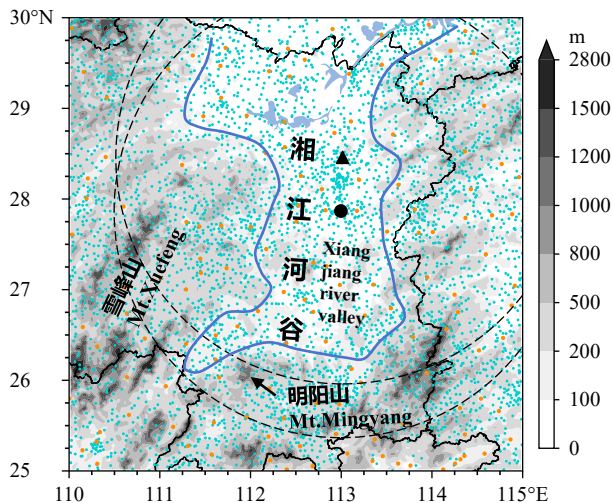 30°N
29
28
27
26
25
110
111
112
113
114
115°E
湘
江
河
谷
Xiang
jiang
river
valley
雪峰山
Mt.Xuefeng
明阳山
Mt.Mingyang
m
2800
1500
1000
800
500
200
100
0